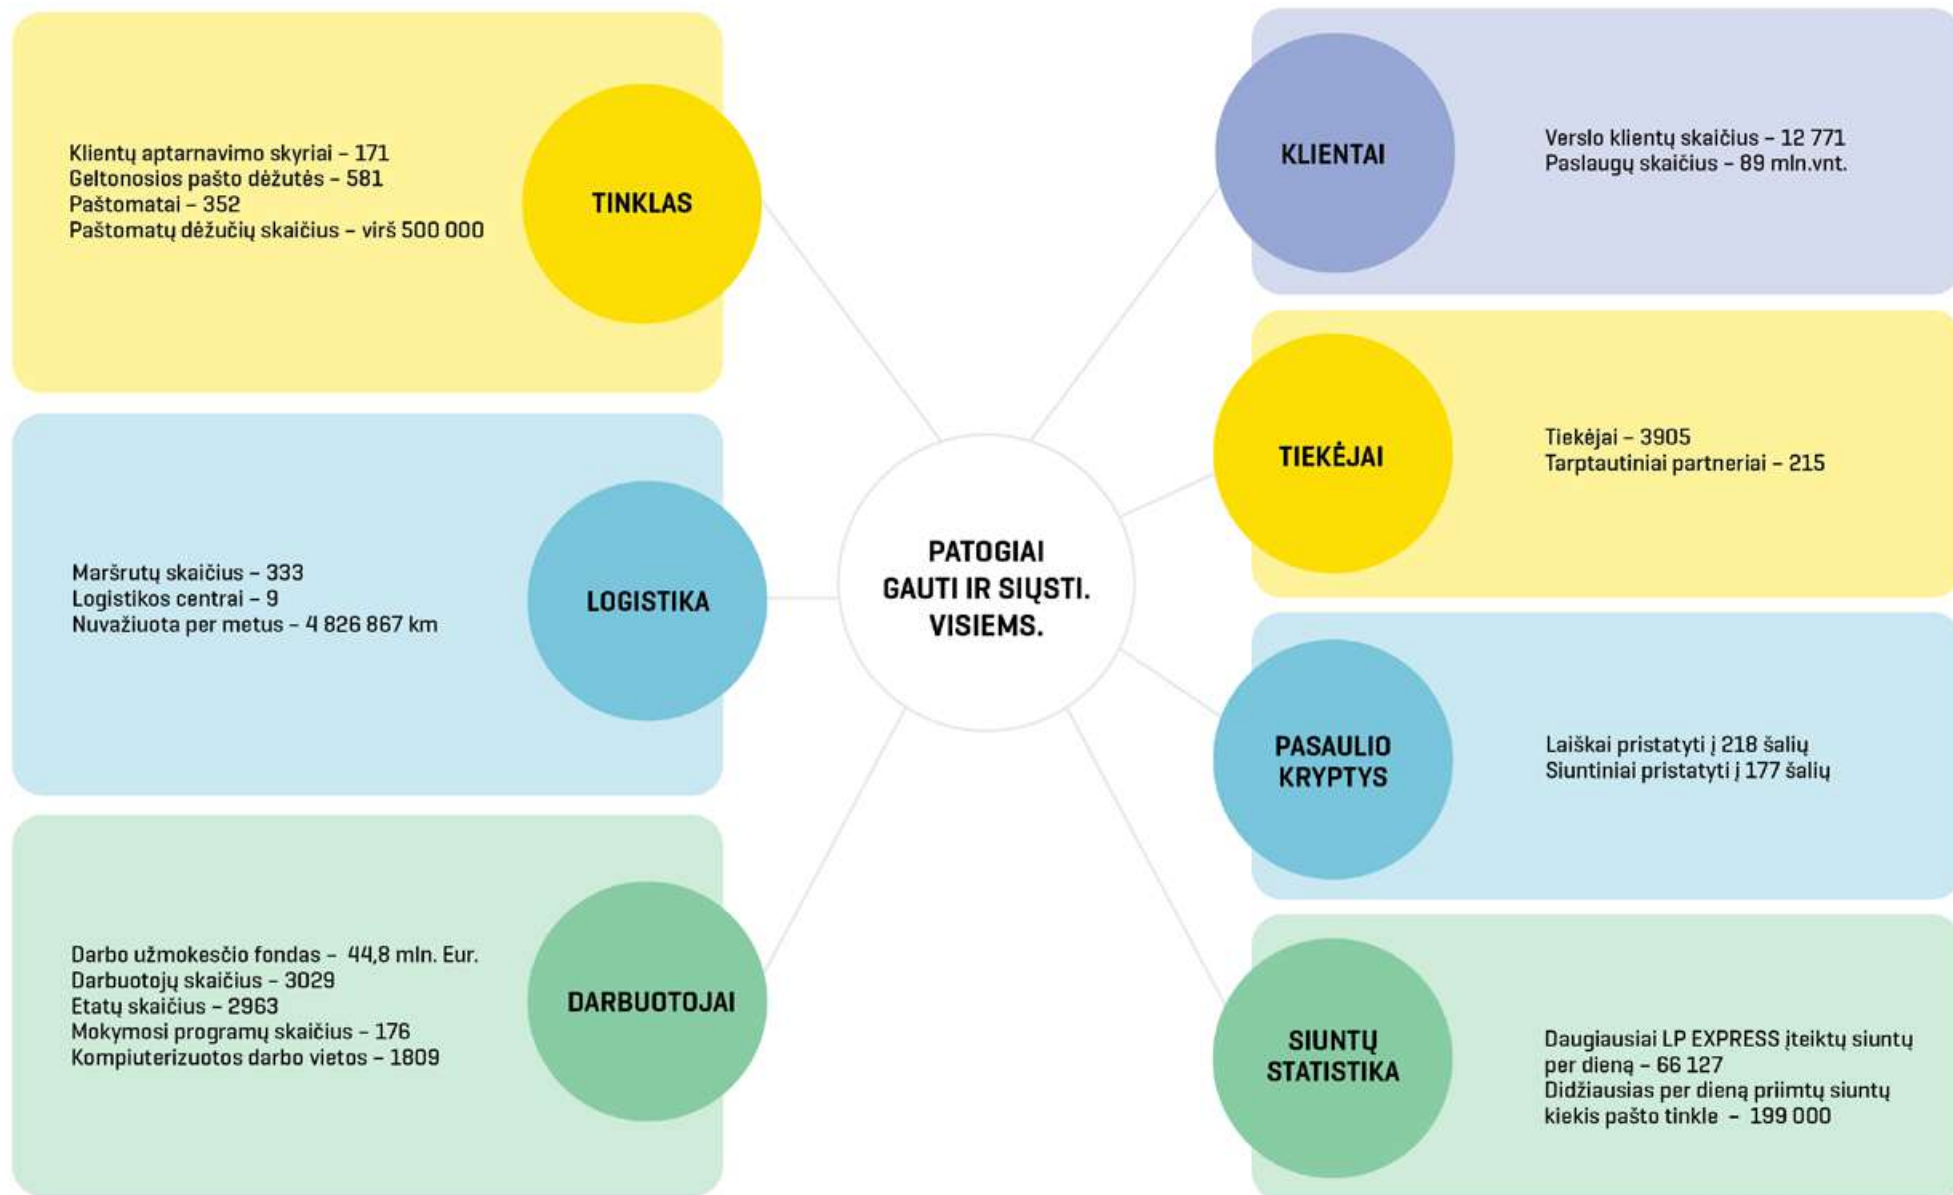 Klientų aptarnavimo skyriai – 171
Geltonosios pašto dėžutės – 581
Paštomatai – 352
Paštomatų dėžučių skaičius – virš 500 000
TINKLAS
Maršrutų skaičius – 333
Logistikos centrai – 9
Nuvažiuota per metus – 4 826 867 km
LOGISTIKA
Darbo užmokesčio fondas – 44,8 mln. Eur.
Darbuotojų skaičius – 3029
Etatų skaičius – 2963
Mokymosi programų skaičius – 176
Kompiuterizuotos darbo vietos – 1809
DARBUOTOJAI
PATOGIAI
GAUTI IR SIŲSTI.
VISIEMS.
KLIENTAI
Verslo klientų skaičius – 12 771
Paslaugų skaičius – 89 mln.vnt.
TIEKĖJAI
Tiekėjai – 3905
Tarptautiniai partneriai – 215
PASAULIO
KRYPTYS
Laiškai pristatyti į 218 šalių
Siuntiniai pristatyti į 177 šalių
SIUNTŲ
STATISTIKA
Daugiausiai LP EXPRESS įteiktų siuntų
per dieną – 66 127
Didžiausias per dieną priimtų siuntų
kiekis pašto tinkle – 199 000